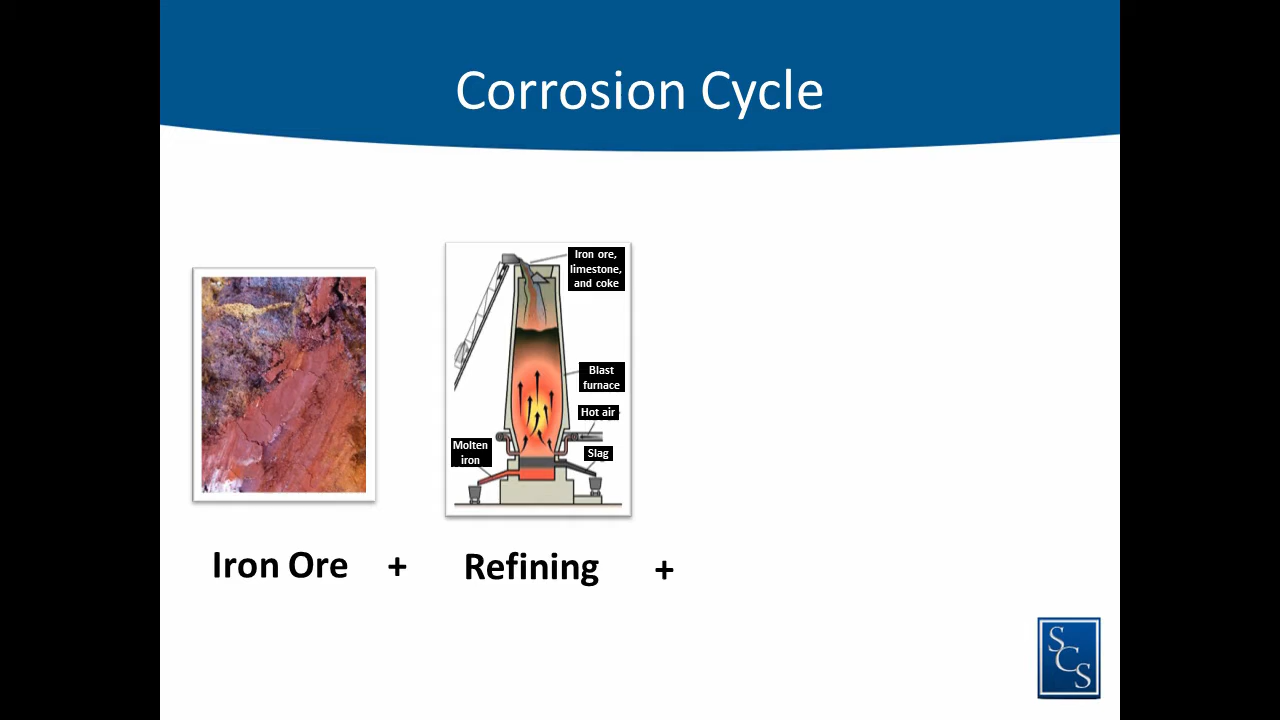 Corrosion Cycle
Iron ore,
limestone,
and coke
Blast
furnace
Hot air
Molten
iron
Slag
Iron Ore + Refining +
SCS